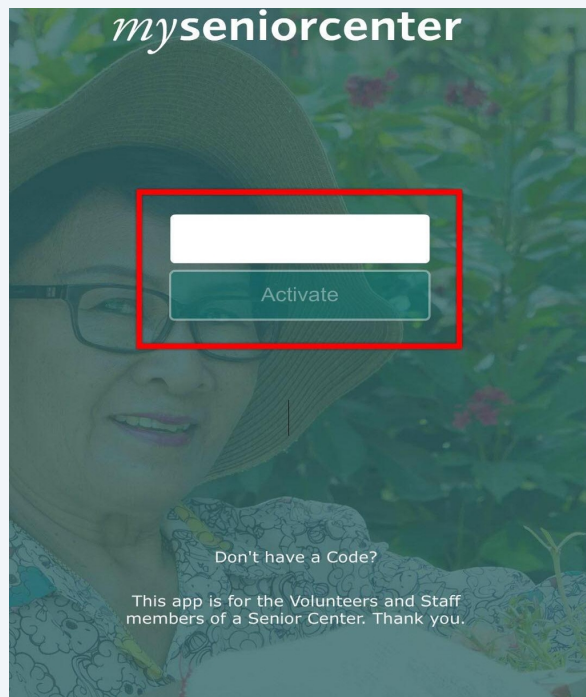 myseniorcenter
Activate
Don't have a Code?
This app is for the Volunteers and Staff
members of a Senior Center. Thank you.